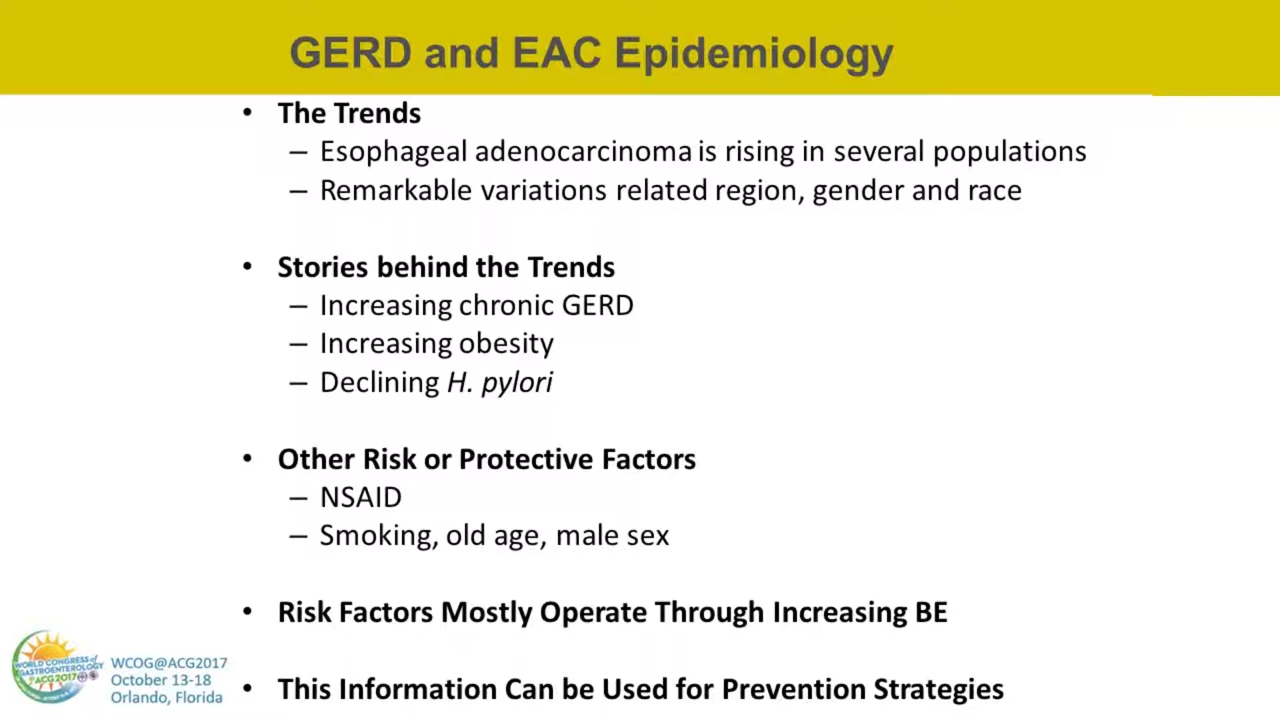 GERD and EAC Epidemiology
• The Trends
– Esophageal adenocarcinoma is rising in several populations
– Remarkable variations related region, gender and race
• Stories behind the Trends
– Increasing chronic GERD
– Increasing obesity
– Declining H. pylori
• Other Risk or Protective Factors
– NSAID
– Smoking, old age, male sex
• Risk Factors Mostly Operate Through Increasing BE
• This Information Can be Used for Prevention Strategies
WORLD CONGRESS of
GASTROENTEROLOGY
ACG2017
WCOG@ACG2017
October 13-18
Orlando, Florida